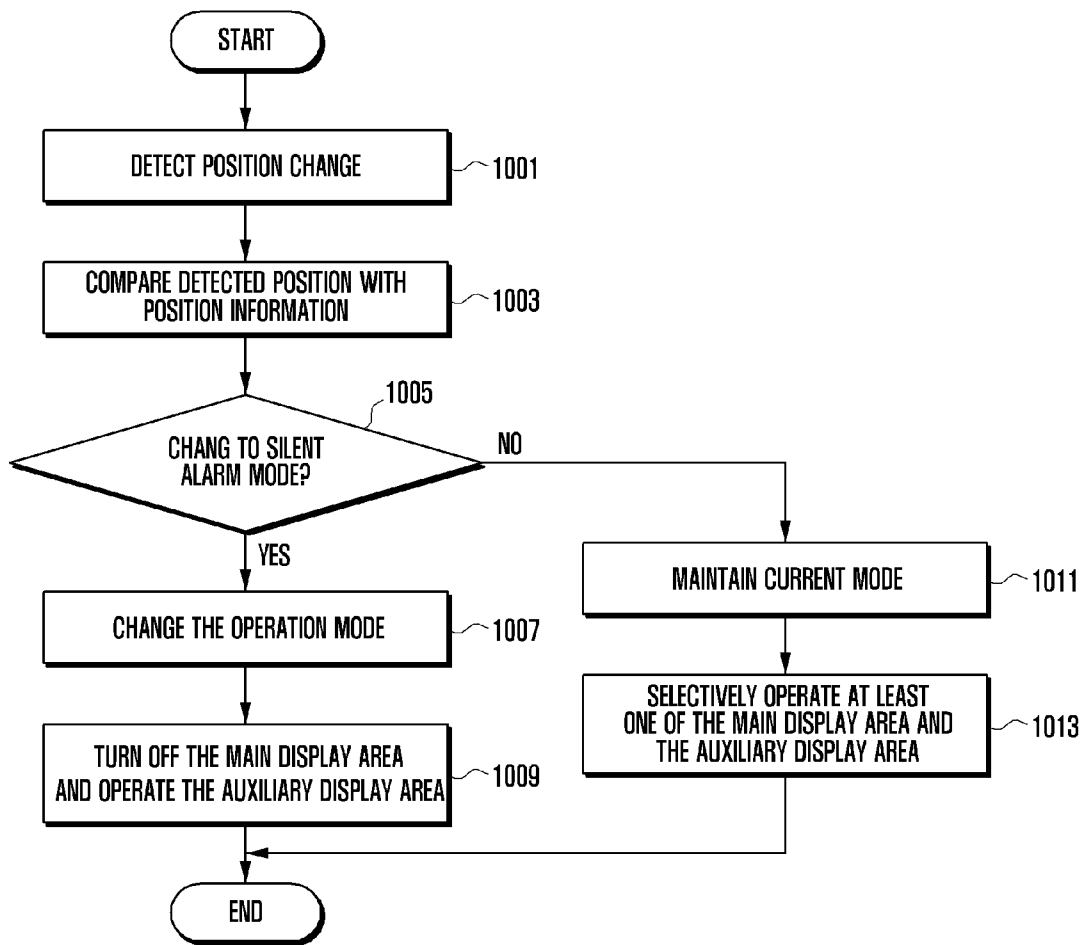 START
DETECT POSITION CHANGE
1001
COMPARE DETECTED POSITION WITH
POSITION INFORMATION
1003
1005
CHANG TO SILENT
ALARM MODE?
NO
YES
CHANGE THE OPERATION MODE
1007
TURN OFF THE MAIN DISPLAY AREA
AND OPERATE THE AUXILIARY DISPLAY AREA
1009
MAINTAIN CURRENT MODE
1011
SELECTIVELY OPERATE AT LEAST
ONE OF THE MAIN DISPLAY AREA AND
THE AUXILIARY DISPLAY AREA
1013
END